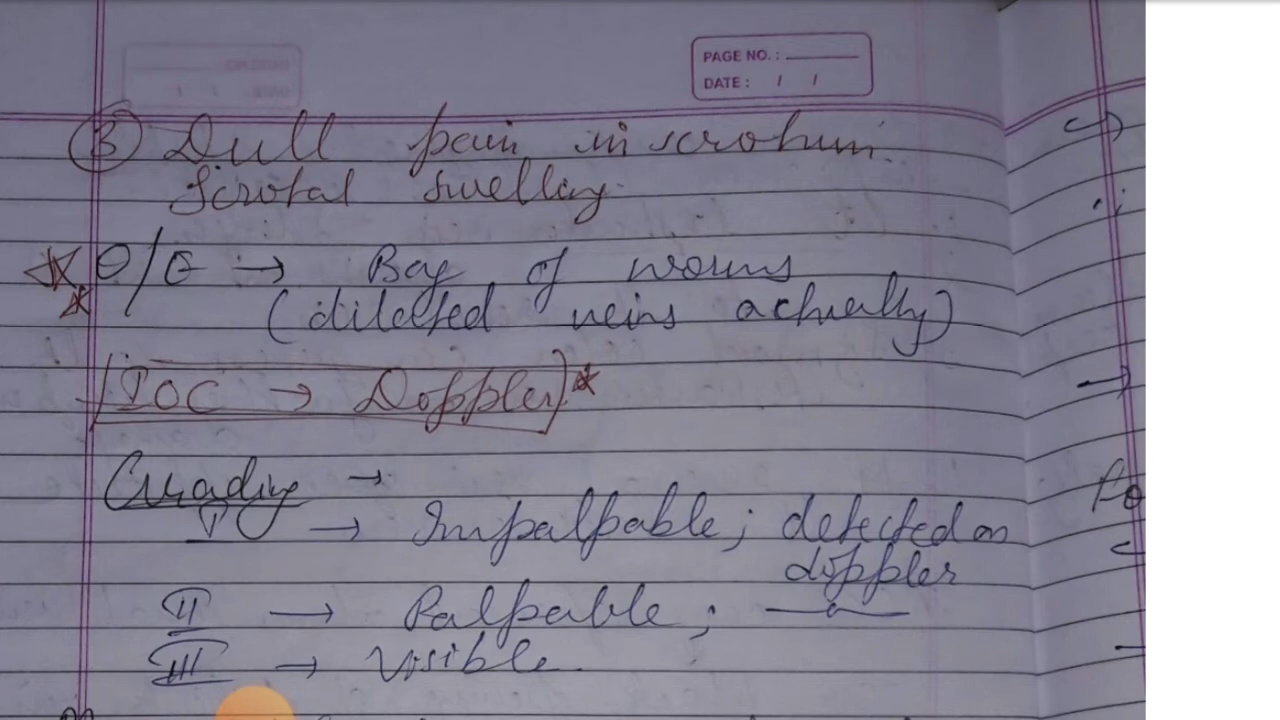 PAGE NO. :
DATE : / /
③ Dull pain in scrotum.
Scrotal swelling.
O/E → Bag of worms
(dilated veins actually)
IOC → Doppler
Grading →
I → Impalpable; detected on
doppler
II → Palpable;
III → Visible.